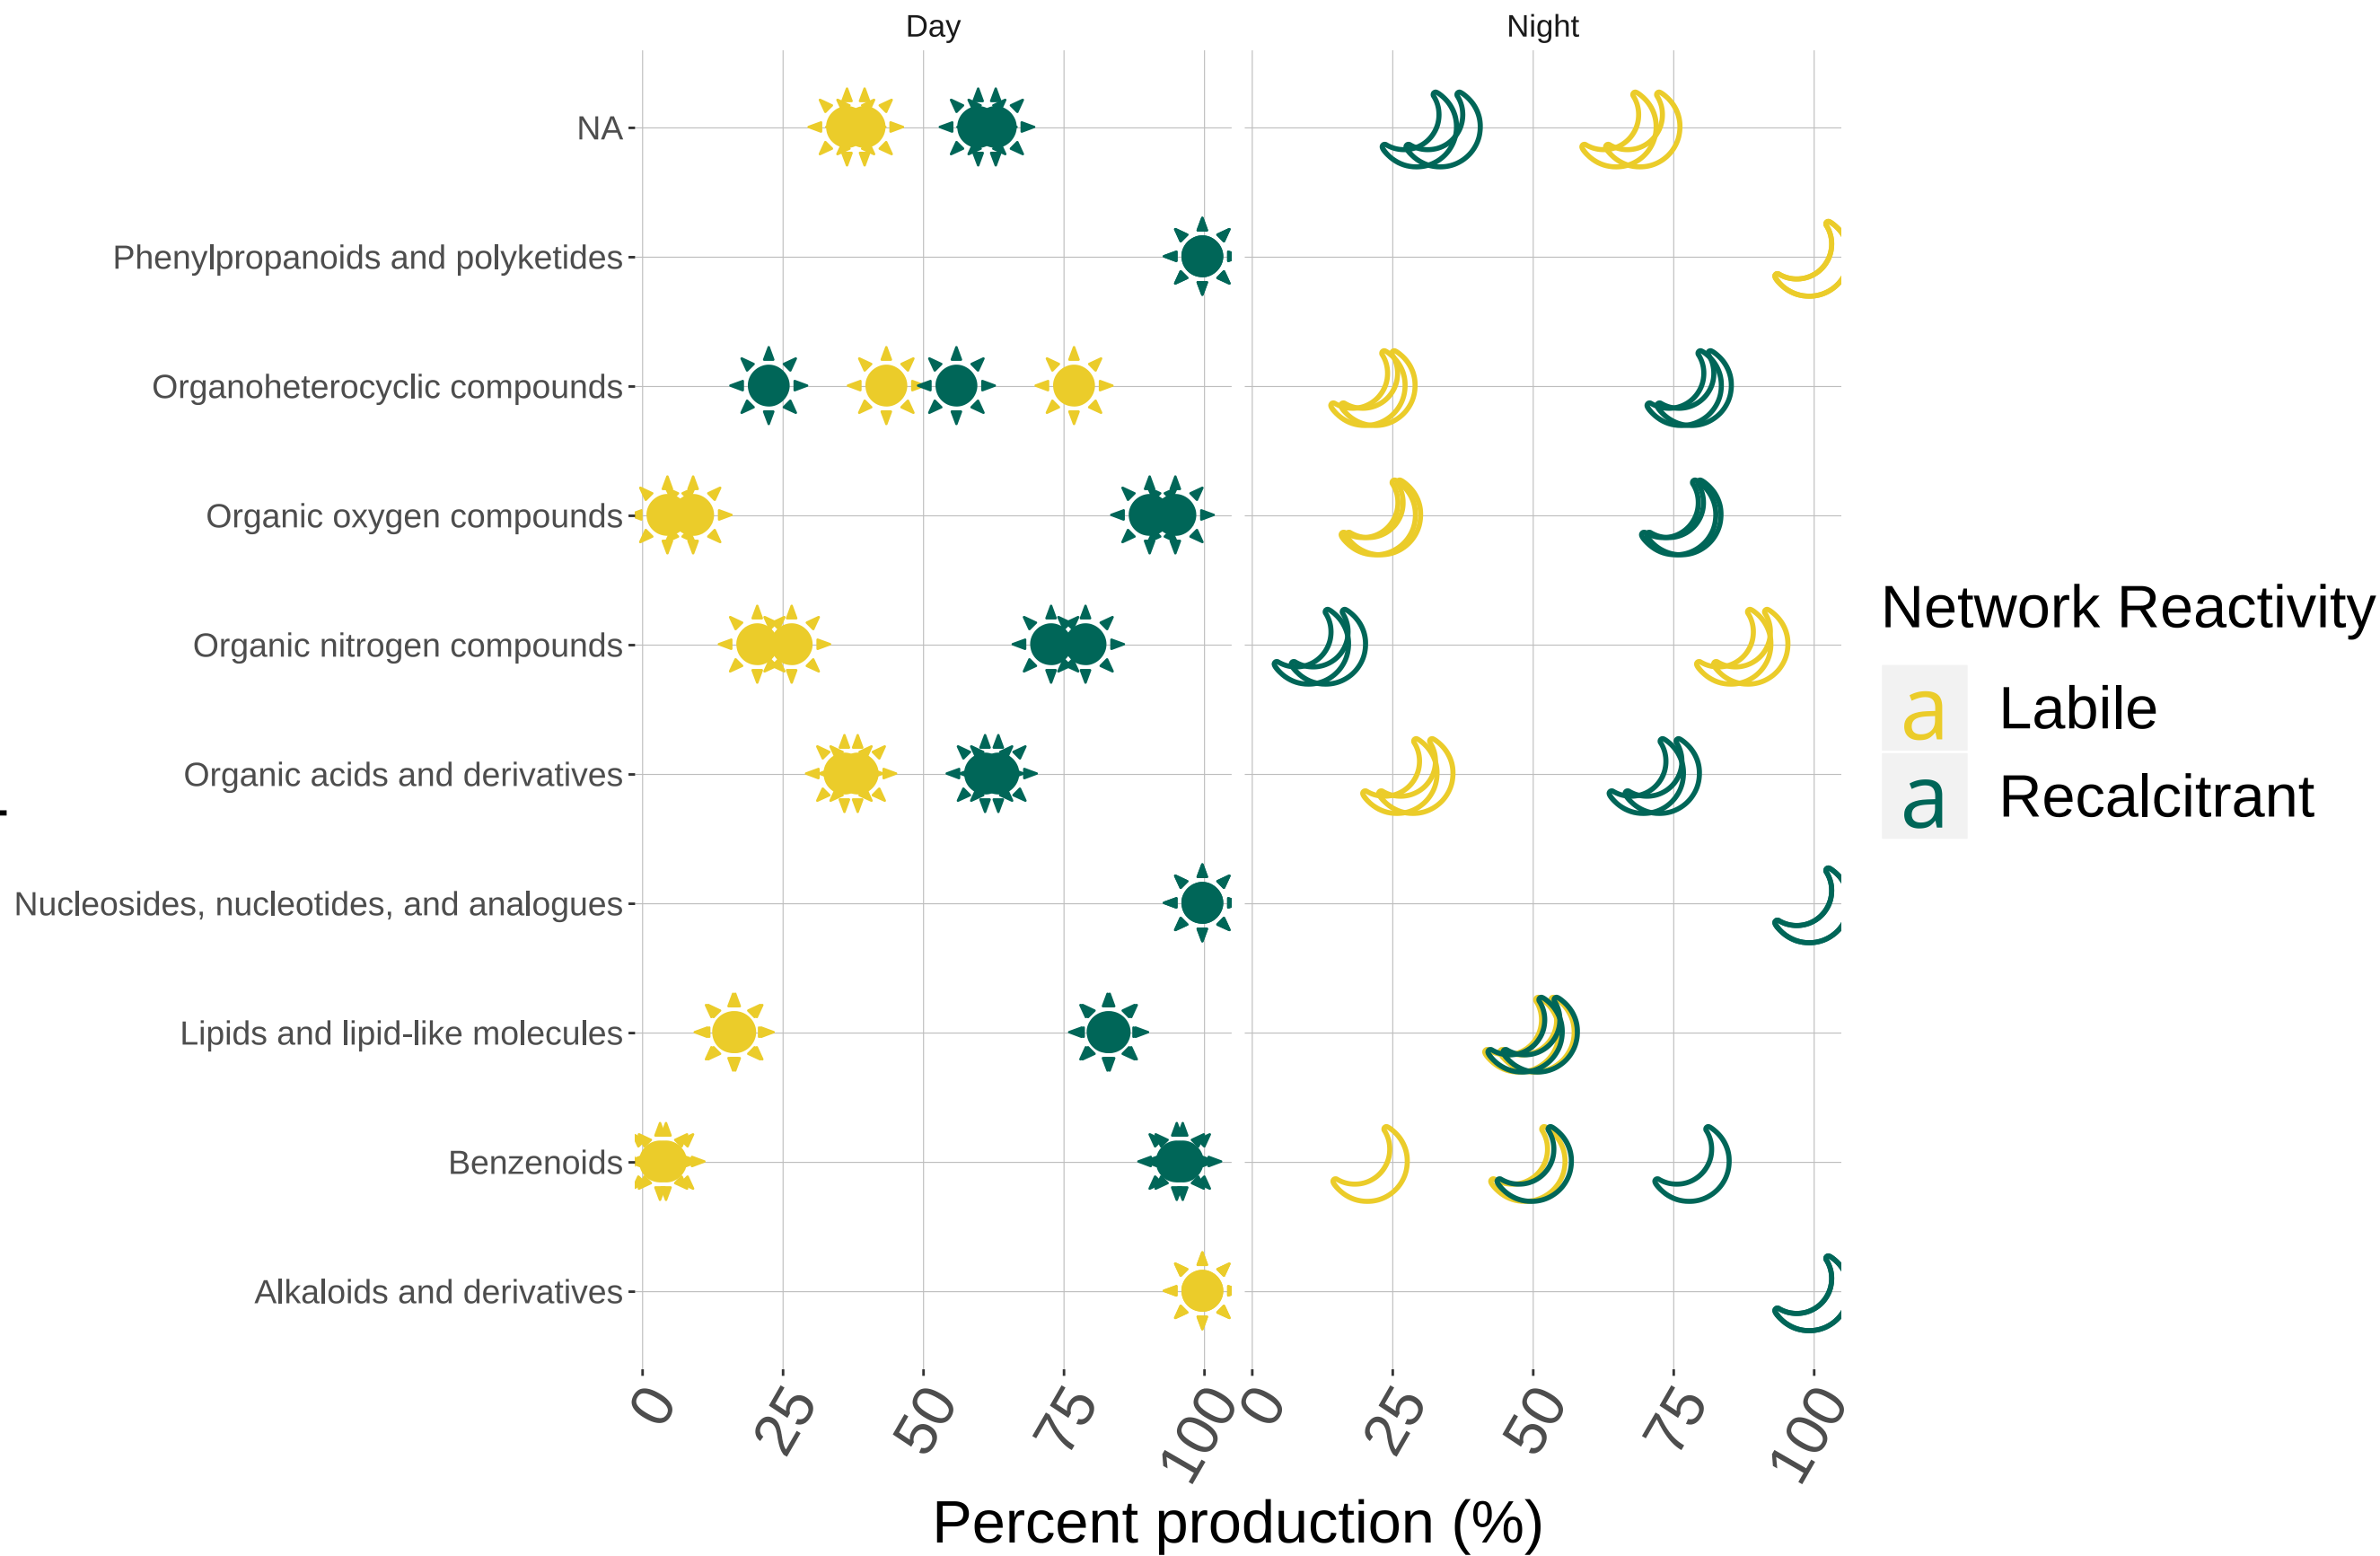 Day
Night
NA
Phenylpropanoids and polyketides
Organoheterocyclic compounds
Organic oxygen compounds
Organic nitrogen compounds
Organic acids and derivatives
Nucleosides, nucleotides, and analogues
Lipids and lipid-like molecules
Benzenoids
Alkaloids and derivatives
0 25 50 75 100 0 25 50 75 100
Percent production (%)
Network Reactivity
a Labile
a Recalcitrant